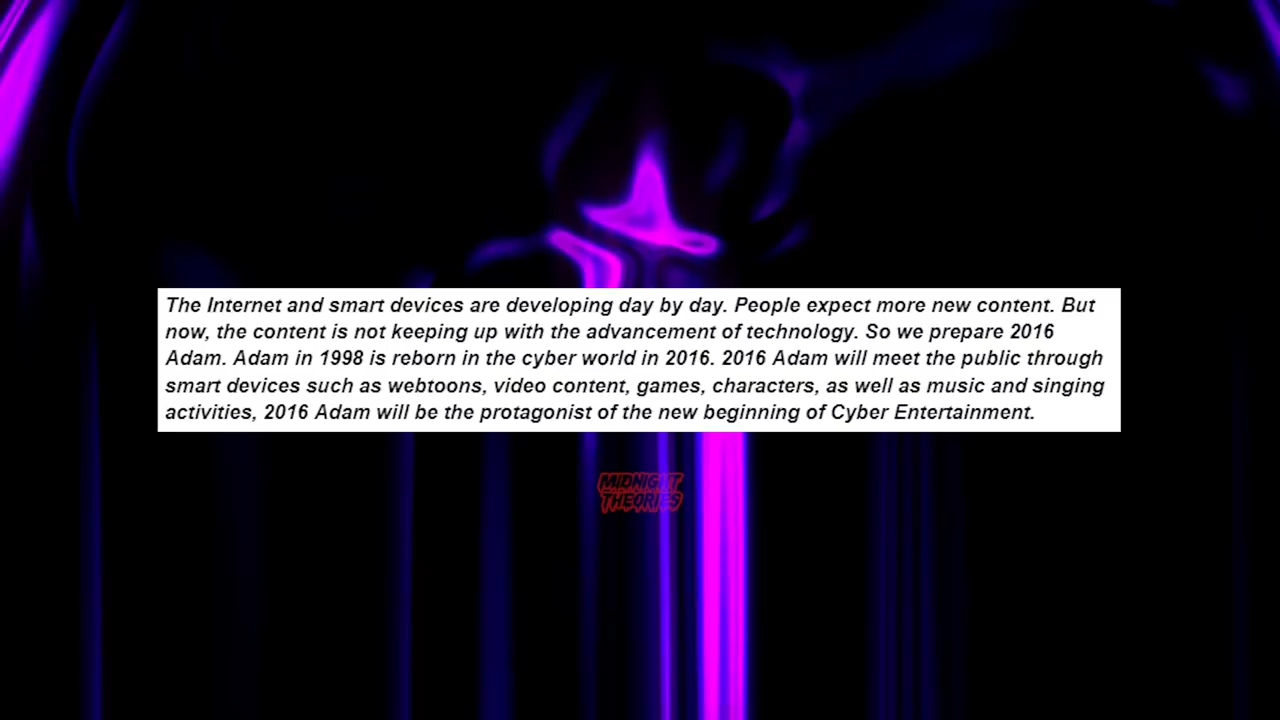 The Internet and smart devices are developing day by day. People expect more new content. But
now, the content is not keeping up with the advancement of technology. So we prepare 2016
Adam. Adam in 1998 is reborn in the cyber world in 2016. 2016 Adam will meet the public through
smart devices such as webtoons, video content, games, characters, as well as music and singing
activities, 2016 Adam will be the protagonist of the new beginning of Cyber Entertainment.
MIDNIGHT
THEORIES